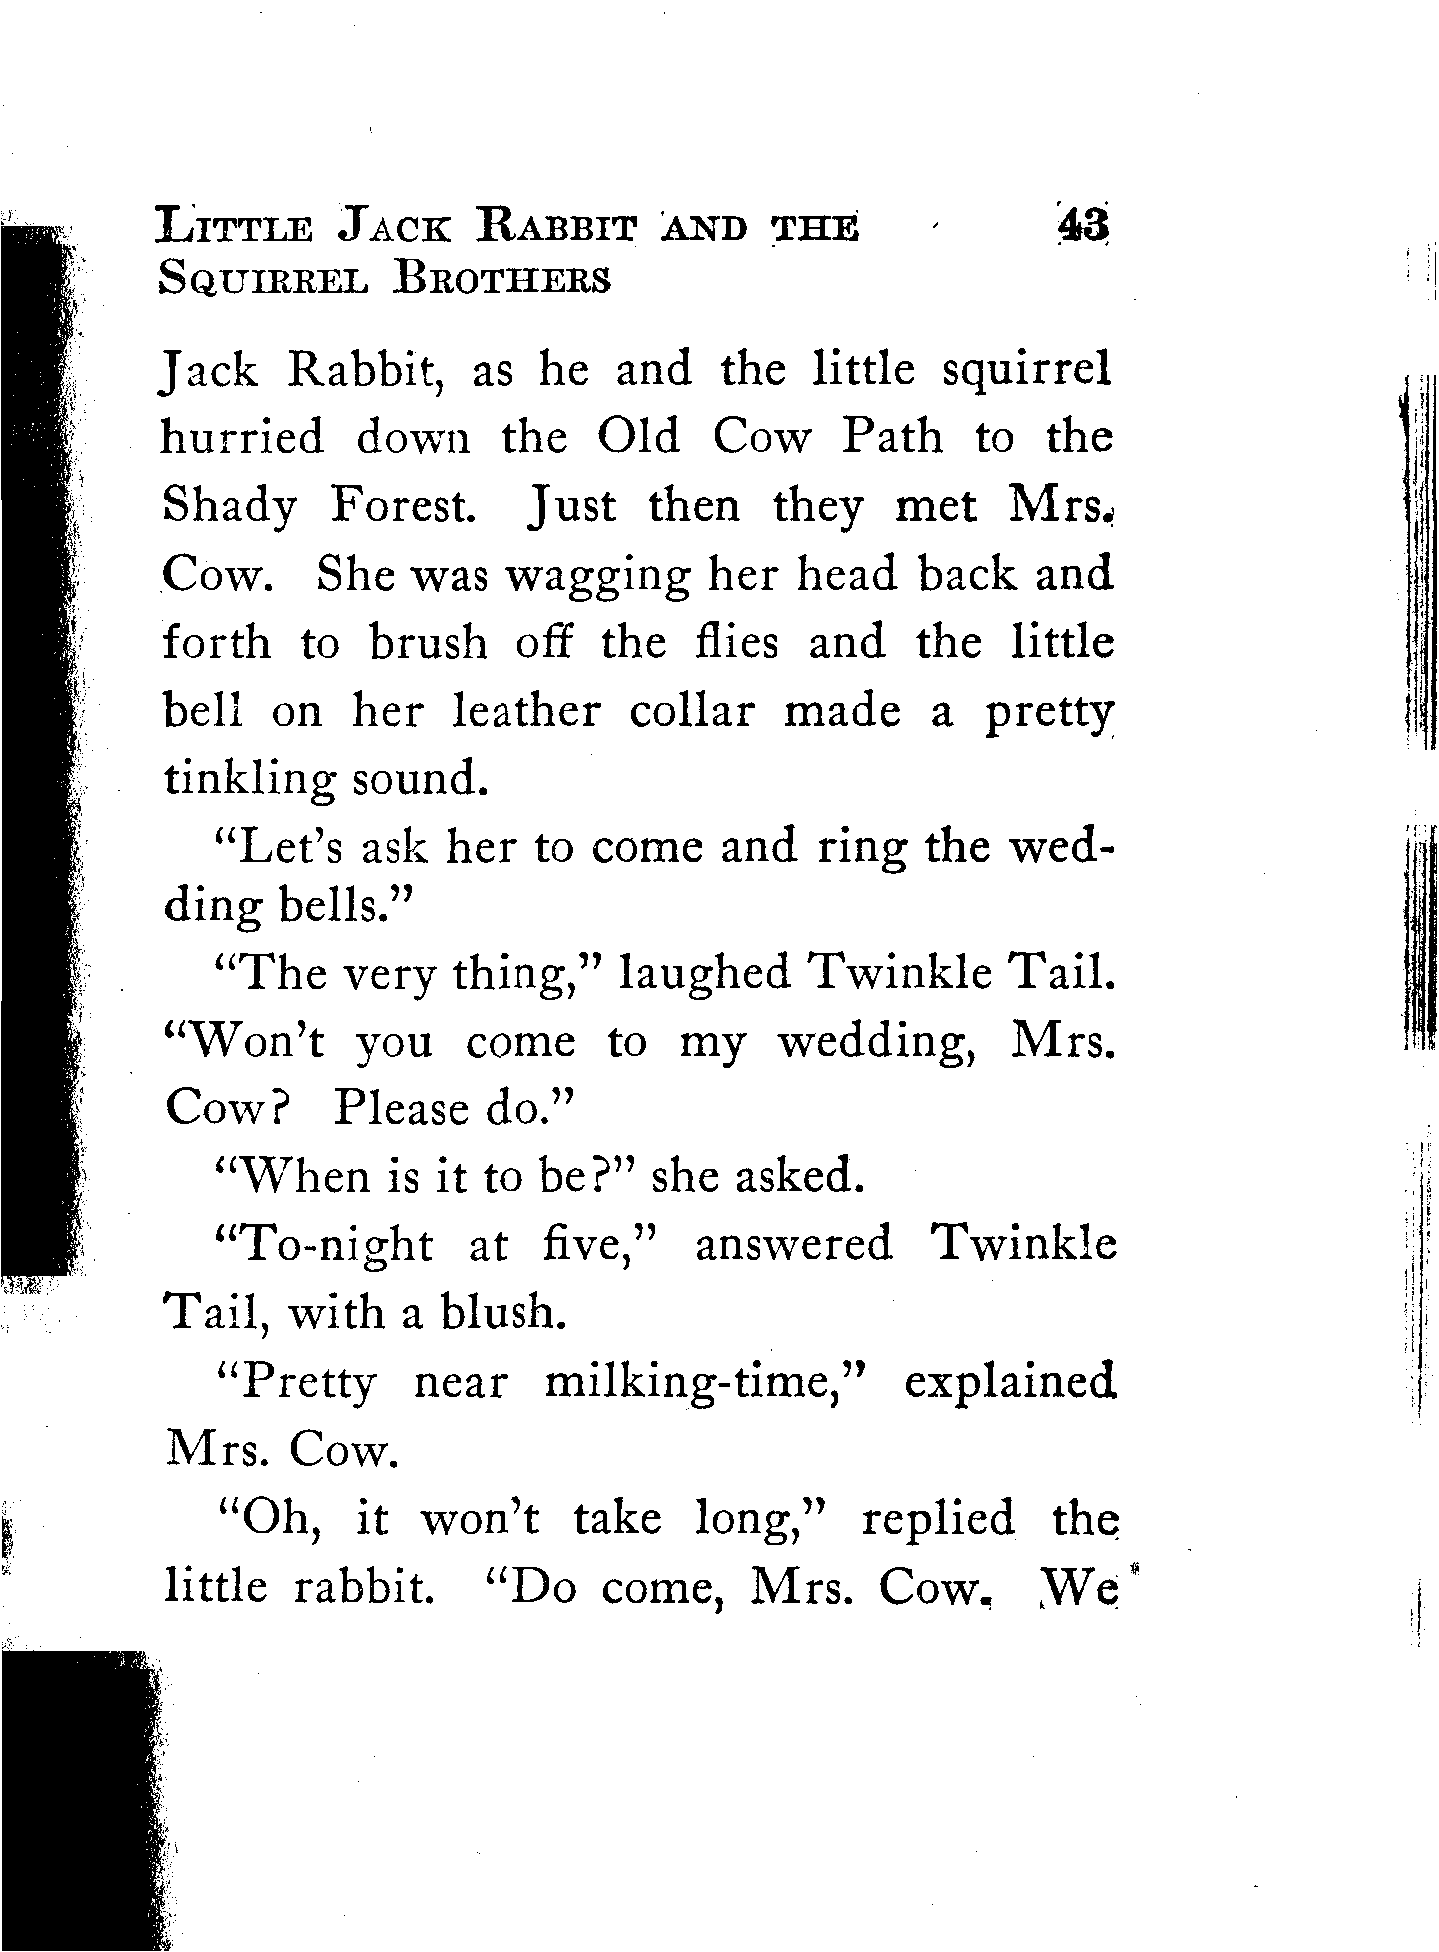 Little Jack Rabbit and the 43
Squirrel Brothers
Jack Rabbit, as he and the little squirrel
hurried down the Old Cow Path to the
Shady Forest. Just then they met Mrs.
Cow. She was wagging her head back and
forth to brush off the flies and the little
bell on her leather collar made a pretty
tinkling sound.
“Let’s ask her to come and ring the wed-
ding bells.”
“The very thing,” laughed Twinkle Tail.
“Won’t you come to my wedding, Mrs.
Cow? Please do.”
“When is it to be?” she asked.
“To-night at five,” answered Twinkle
Tail, with a blush.
“Pretty near milking-time,” explained
Mrs. Cow.
“Oh, it won’t take long,” replied the
little rabbit. “Do come, Mrs. Cow. We